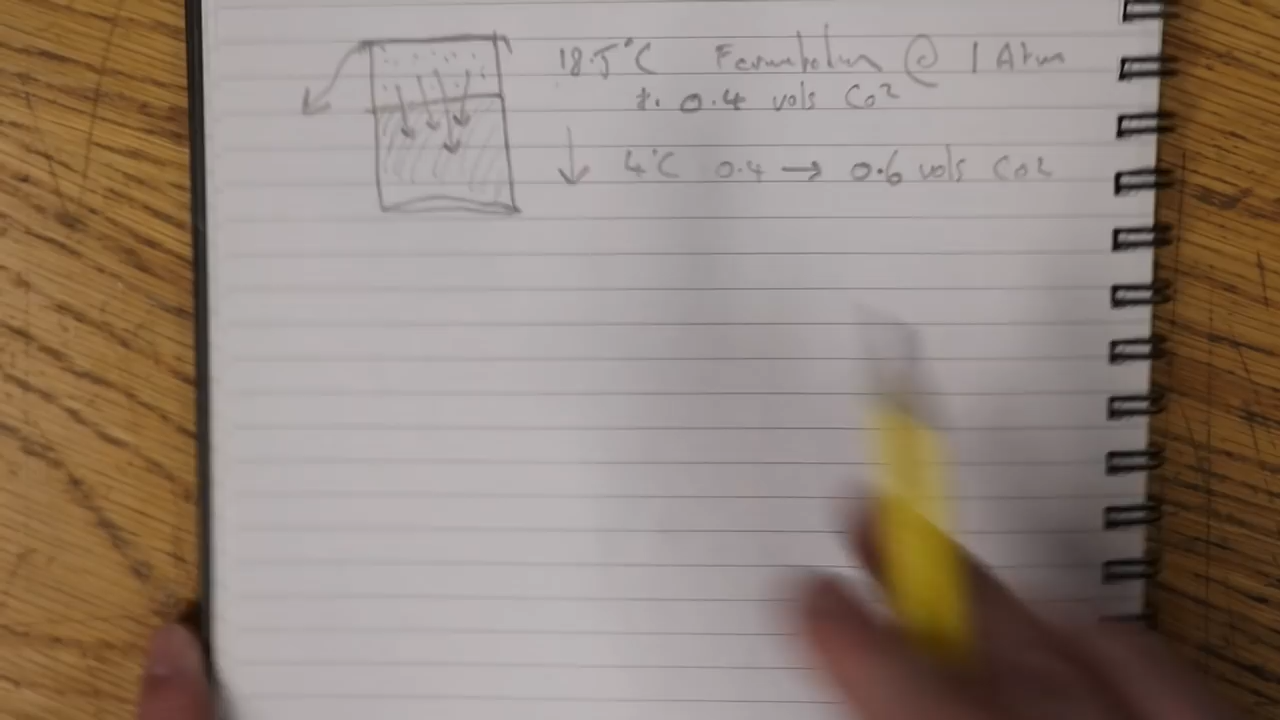 18.5°C Fermentation @ 1 Atm
0.4 vols CO2
4°C 0.4 → 0.6 vols CO2